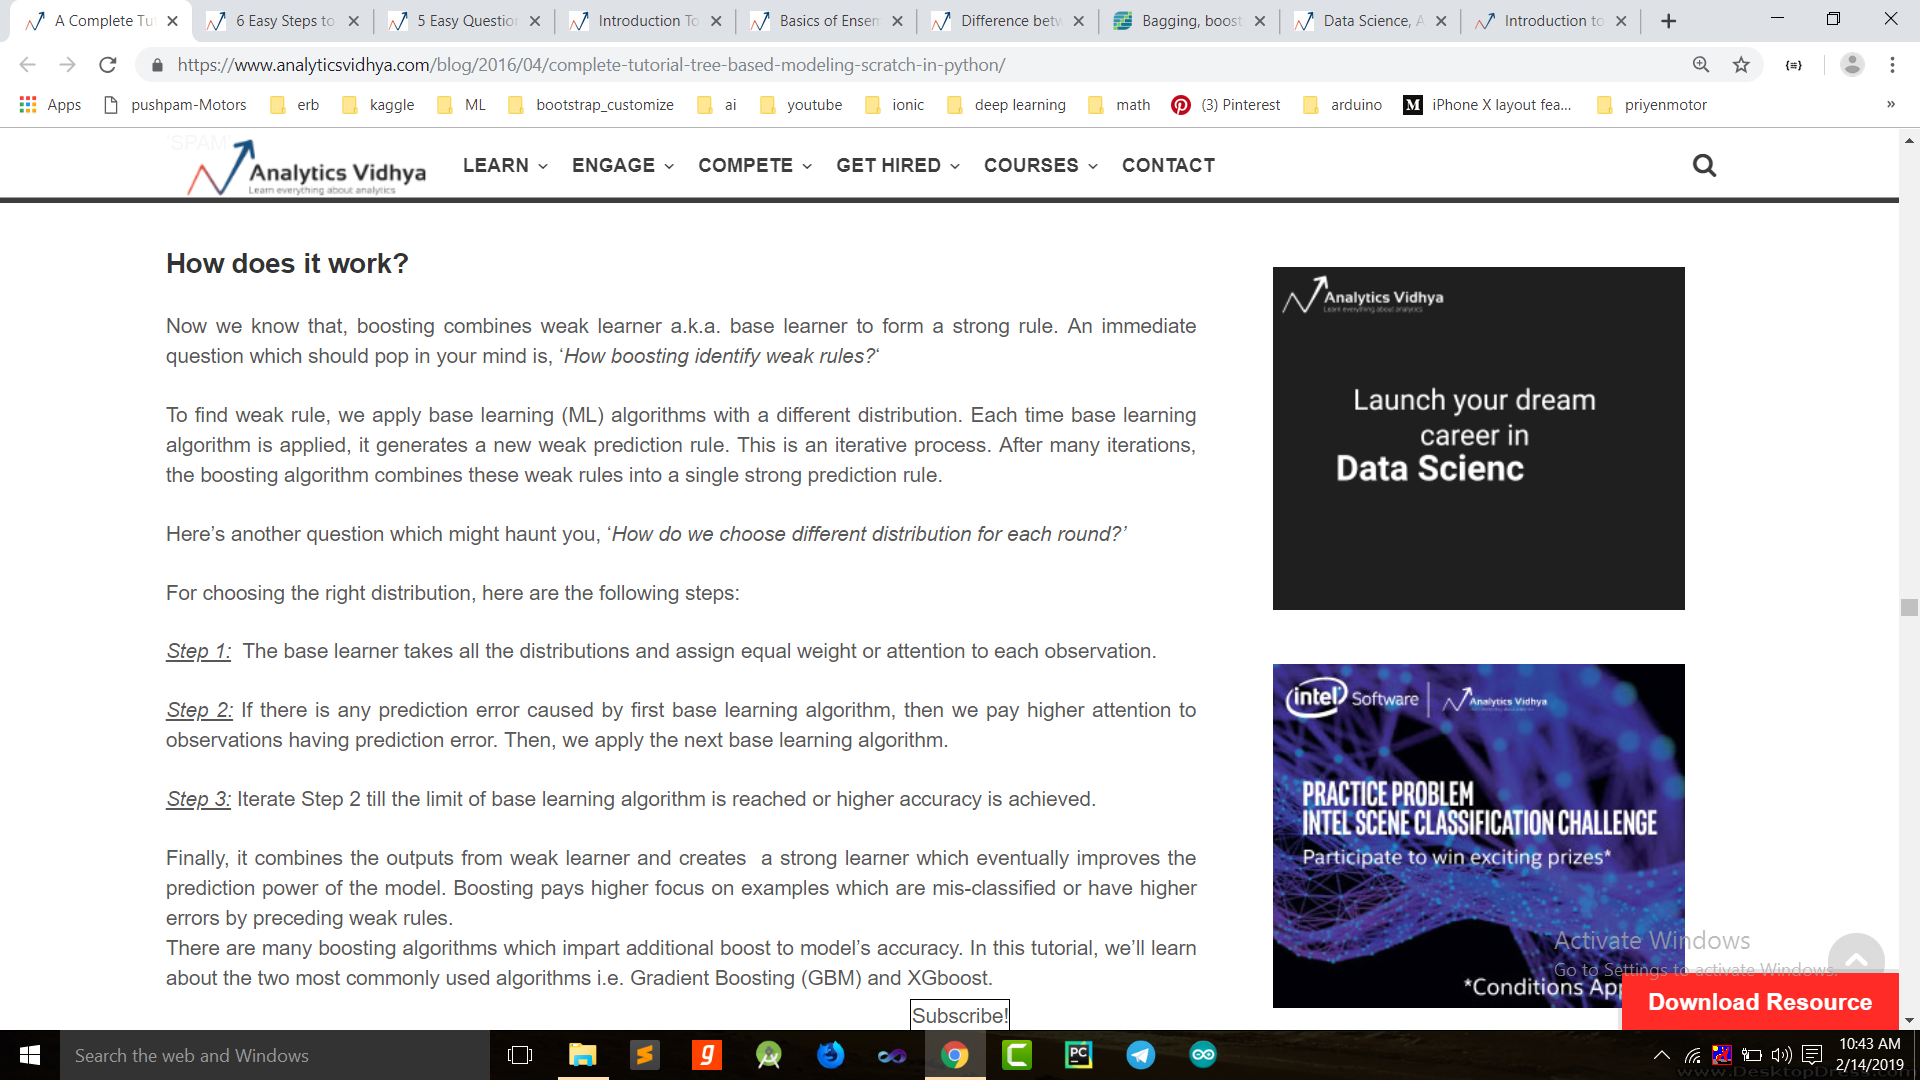 A Complete Tu
6 Easy Steps to
5 Easy Question
Introduction To
Basics of Ensem
Difference betw
Bagging, boost
Data Science, A
Introduction to
https://www.analyticsvidhya.com/blog/2016/04/complete-tutorial-tree-based-modeling-scratch-in-python/
Apps pushpam-Motors erb kaggle ML bootstrap_customize ai youtube ionic deep learning math (3) Pinterest arduino M iPhone X layout fea... priyenmotor »
'SPAM'
Analytics Vidhya
Learn everything about analytics
LEARN ENGAGE COMPETE GET HIRED COURSES CONTACT
How does it work?
Now we know that, boosting combines weak learner a.k.a. base learner to form a strong rule. An immediate
question which should pop in your mind is, ‘How boosting identify weak rules?‘
To find weak rule, we apply base learning (ML) algorithms with a different distribution. Each time base learning
algorithm is applied, it generates a new weak prediction rule. This is an iterative process. After many iterations,
the boosting algorithm combines these weak rules into a single strong prediction rule.
Here’s another question which might haunt you, ‘How do we choose different distribution for each round?’
For choosing the right distribution, here are the following steps:
Step 1:  The base learner takes all the distributions and assign equal weight or attention to each observation.
Step 2: If there is any prediction error caused by first base learning algorithm, then we pay higher attention to
observations having prediction error. Then, we apply the next base learning algorithm.
Step 3: Iterate Step 2 till the limit of base learning algorithm is reached or higher accuracy is achieved.
Finally, it combines the outputs from weak learner and creates  a strong learner which eventually improves the
prediction power of the model. Boosting pays higher focus on examples which are mis-classified or have higher
errors by preceding weak rules.
There are many boosting algorithms which impart additional boost to model’s accuracy. In this tutorial, we’ll learn
about the two most commonly used algorithms i.e. Gradient Boosting (GBM) and XGboost.
Subscribe!
Analytics Vidhya
Learn everything about analytics
Launch your dream
career in
Data Scienc
intel Software Analytics Vidhya
PRACTICE PROBLEM
INTEL SCENE CLASSIFICATION CHALLENGE
Participate to win exciting prizes*
*Conditions App
Activate Windows
Go to Settings to activate Windows.
Download Resource
Search the web and Windows
10:43 AM
2/14/2019